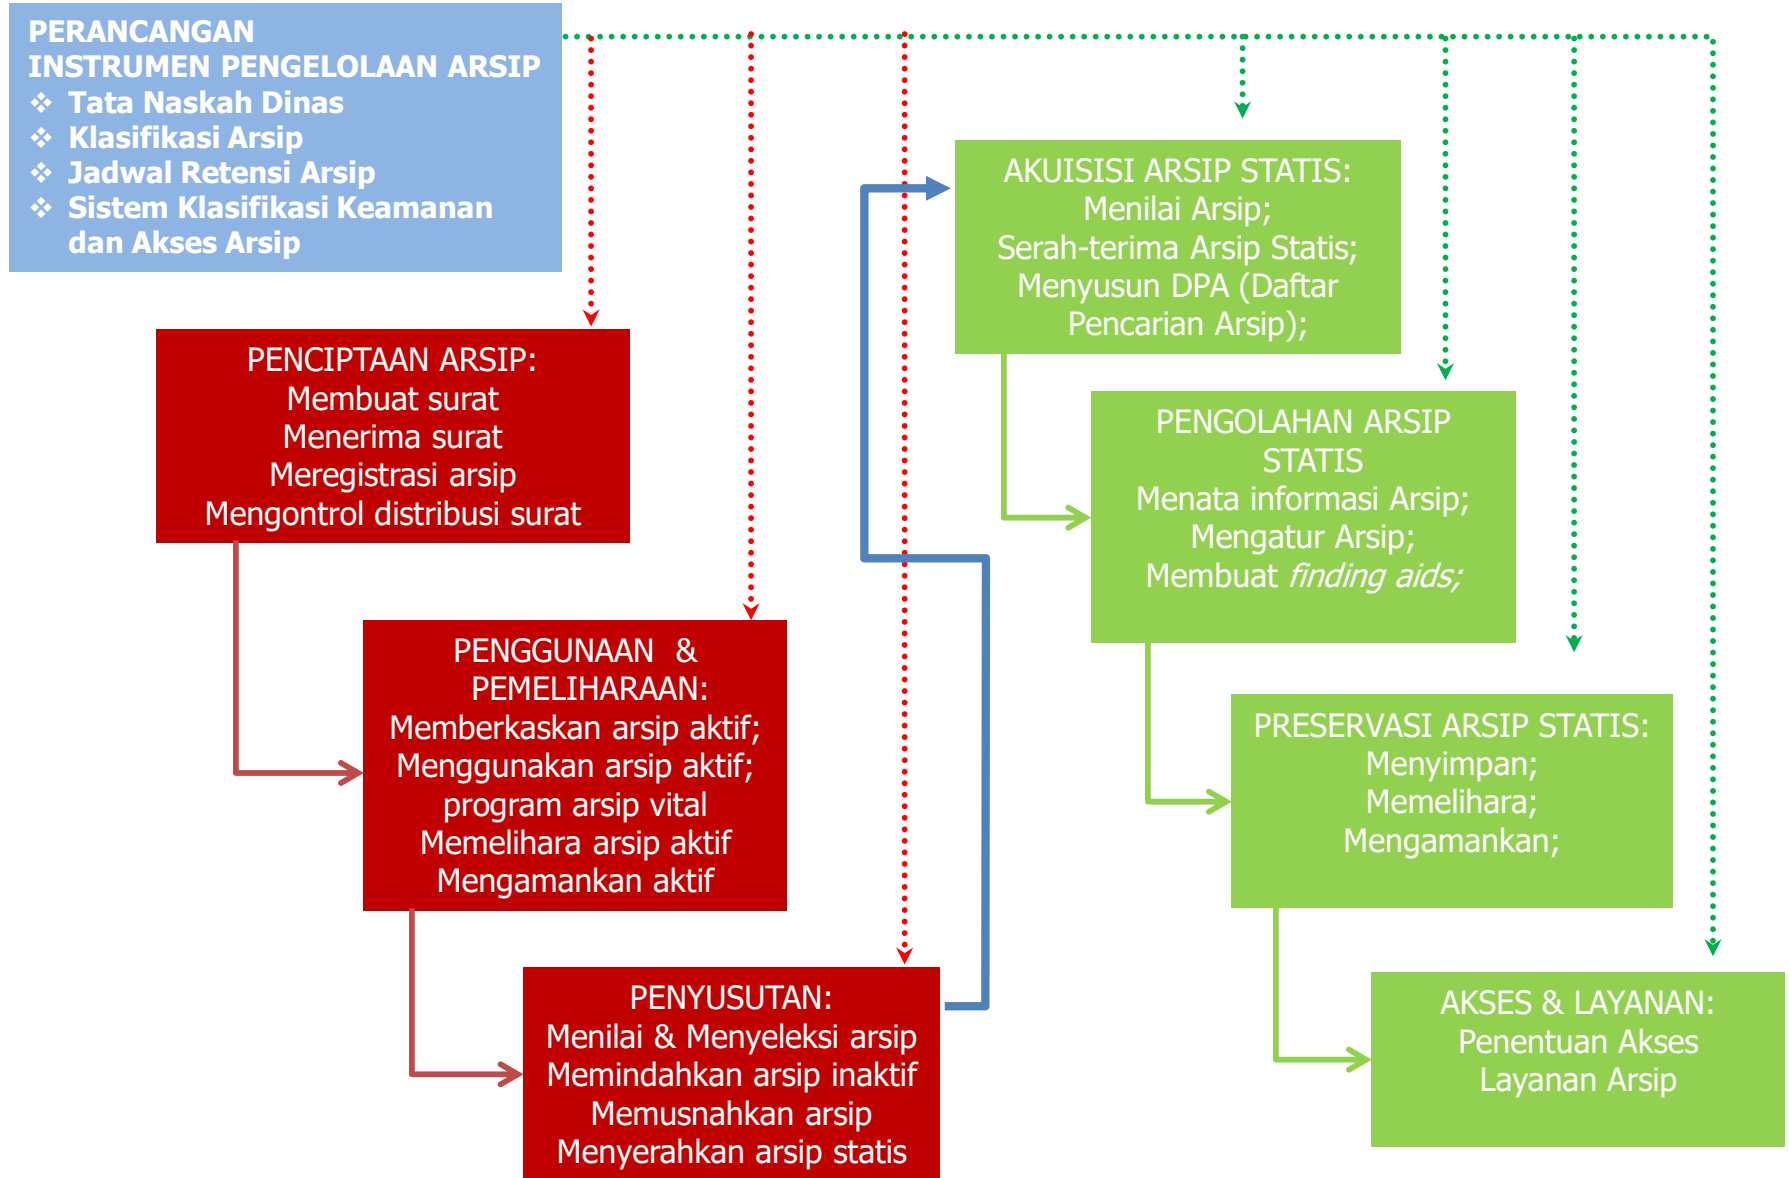 PERANCANGAN
INSTRUMEN PENGELOLAAN ARSIP
❖ Tata Naskah Dinas
❖ Klasifikasi Arsip
❖ Jadwal Retensi Arsip
❖ Sistem Klasifikasi Keamanan
dan Akses Arsip
PENCIPTAAN ARSIP:
Membuat surat
Menerima surat
Meregistrasi arsip
Mengontrol distribusi surat
PENGGUNAAN &
PEMELIHARAAN:
Memberkaskan arsip aktif;
Menggunakan arsip aktif;
program arsip vital
Memelihara arsip aktif
Mengamankan aktif
PENYUSUTAN:
Menilai & Menyeleksi arsip
Memindahkan arsip inaktif
Memusnahkan arsip
Menyerahkan arsip statis
AKUISISI ARSIP STATIS:
Menilai Arsip;
Serah-terima Arsip Statis;
Menyusun DPA (Daftar
Pencarian Arsip);
PENGOLAHAN ARSIP
STATIS
Menata informasi Arsip;
Mengatur Arsip;
Membuat finding aids;
PRESERVASI ARSIP STATIS:
Menyimpan;
Memelihara;
Mengamankan;
AKSES & LAYANAN:
Penentuan Akses
Layanan Arsip